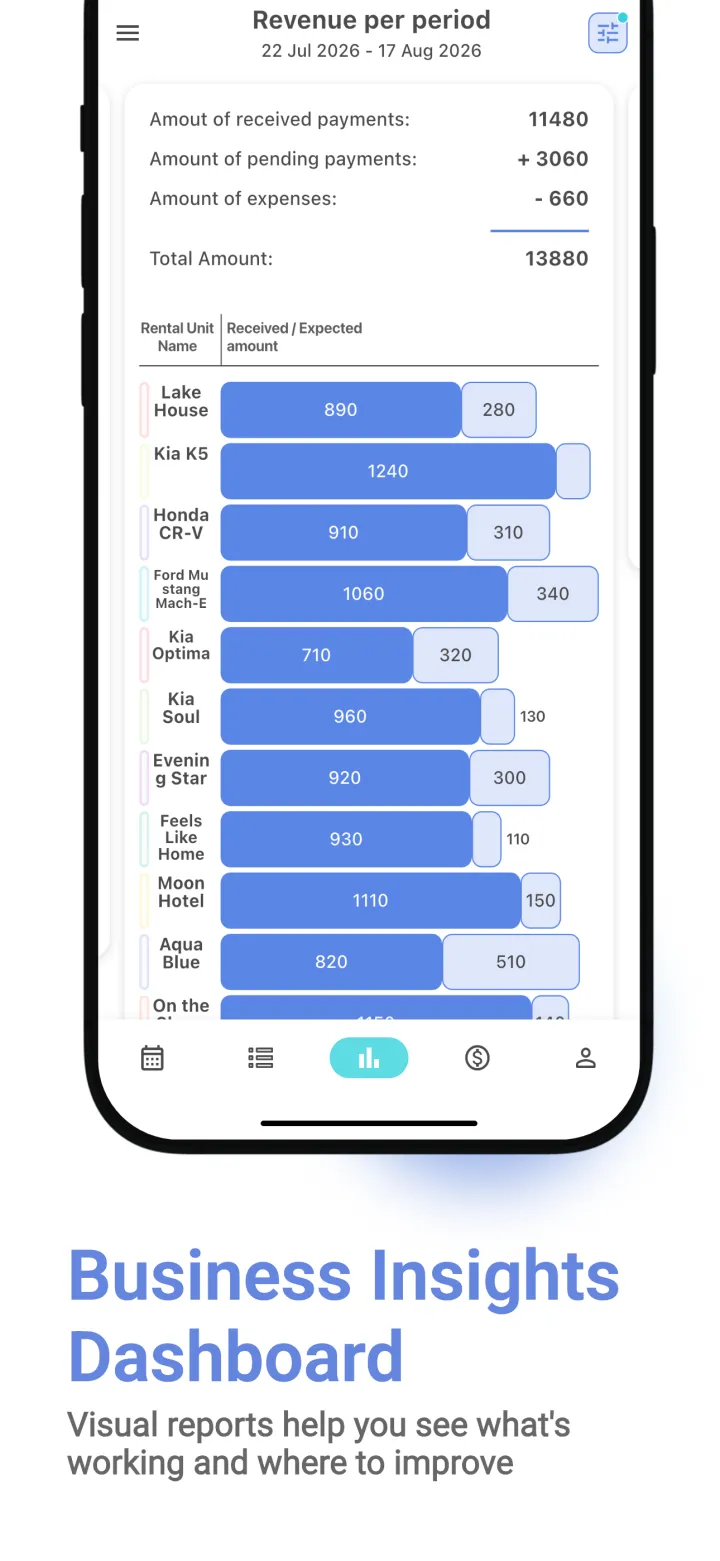 Revenue per period
22 Jul 2026 - 17 Aug 2026
Amout of received payments: 11480
Amount of pending payments: + 3060
Amount of expenses: - 660
Total Amount: 13880
Rental Unit
Name
Received / Expected
amount
Lake
House
890 280
Kia K5
1240
Honda
CR-V
910 310
Ford Mu
stang
Mach-E
1060 340
Kia
Optima
710 320
Kia
Soul
960 130
Evenin
g Star
920 300
Feels
Like
Home
930 110
Moon
Hotel
1110 150
Aqua
Blue
820 510
On the
Business Insights
Dashboard
Visual reports help you see what's
working and where to improve